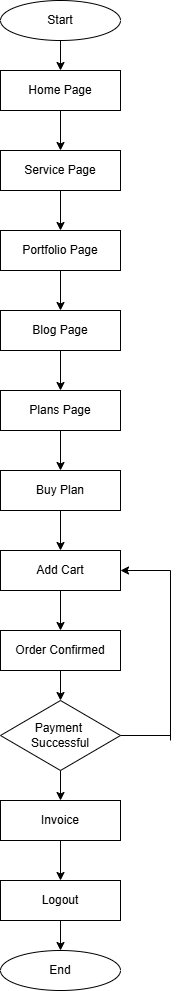 Start
Home Page
Service Page
Portfolio Page
Blog Page
Plans Page
Buy Plan
Add Cart
Order Confirmed
Payment
Successful
Invoice
Logout
End